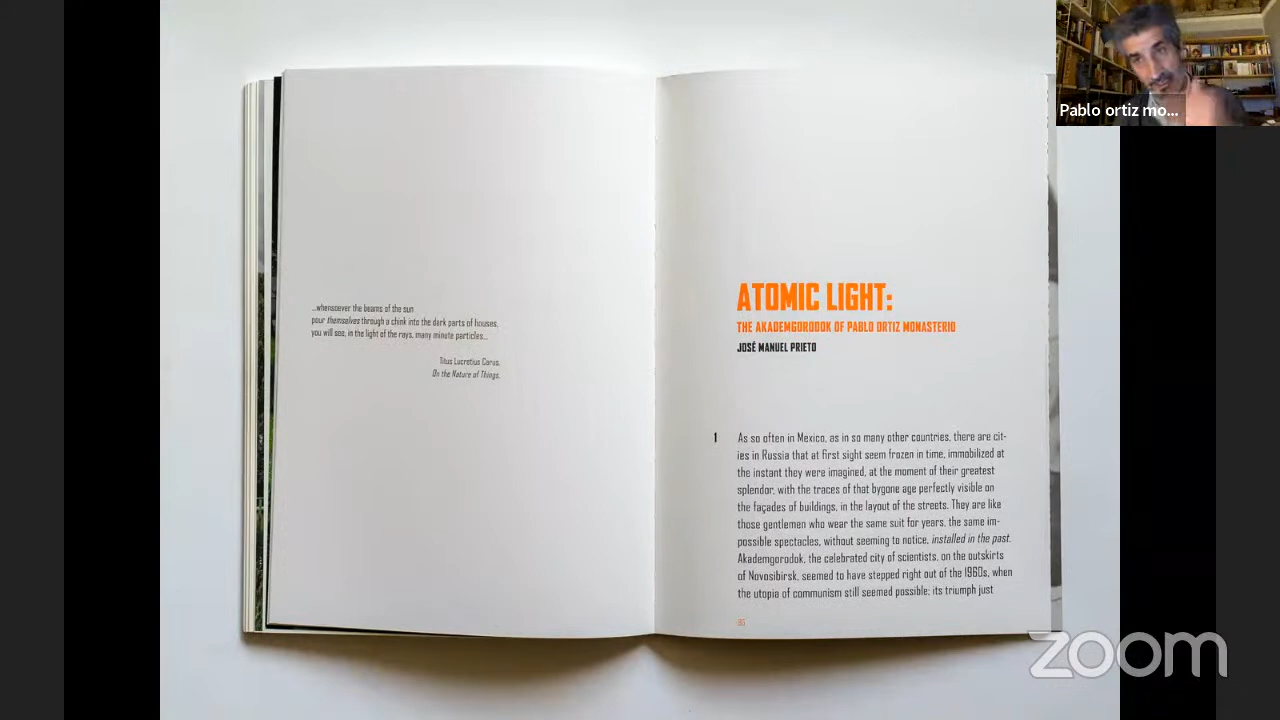 Pablo ortiz mo...
...whensoever the beams of the sun
pour themselves through a chink into the dark parts of houses,
you will see, in the light of the rays, many minute particles...
Titus Lucretius Carus,
On the Nature of Things.
ATOMIC LIGHT:
THE AKADEMGORODOK OF PABLO ORTIZ MONASTERIO
JOSÉ MANUEL PRIETO
1 As so often in Mexico, as in so many other countries, there are cit-
ies in Russia that at first sight seem frozen in time, immobilized at
the instant they were imagined, at the moment of their greatest
splendor, with the traces of that bygone age perfectly visible on
the façades of buildings, in the layout of the streets. They are like
those gentlemen who wear the same suit for years, the same im-
possible spectacles, without seeming to notice, installed in the past.
Akademgorodok, the celebrated city of scientists, on the outskirts
of Novosibirsk, seemed to have stepped right out of the 1960s, when
the utopia of communism still seemed possible; its triumph just
zoom